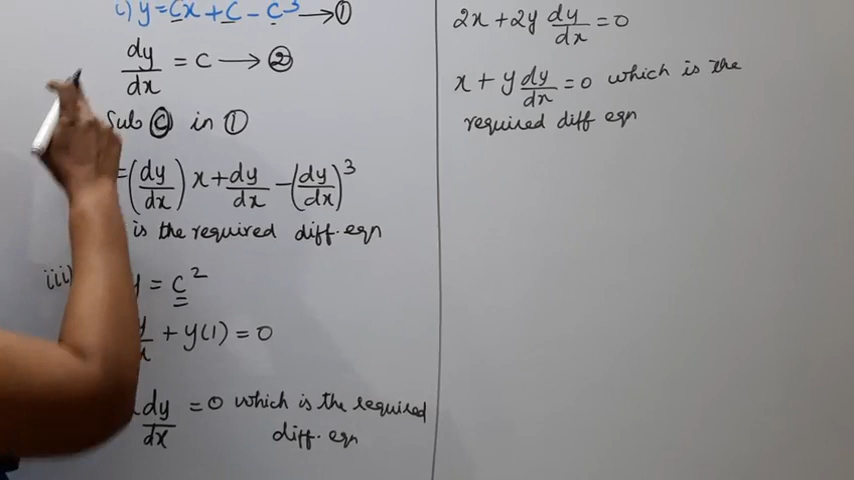 i) y = Cx + C - C³ → ①
dy/dx = C → ②
Sub C in ①
= (dy/dx) x + dy/dx - (dy/dx)³
is the required diff. eqn
iii) y = C²
+ y(1) = 0
dy/dx = 0 which is the required
diff. eqn
2x + 2y dy/dx = 0
x + y dy/dx = 0 which is the
required diff eqn